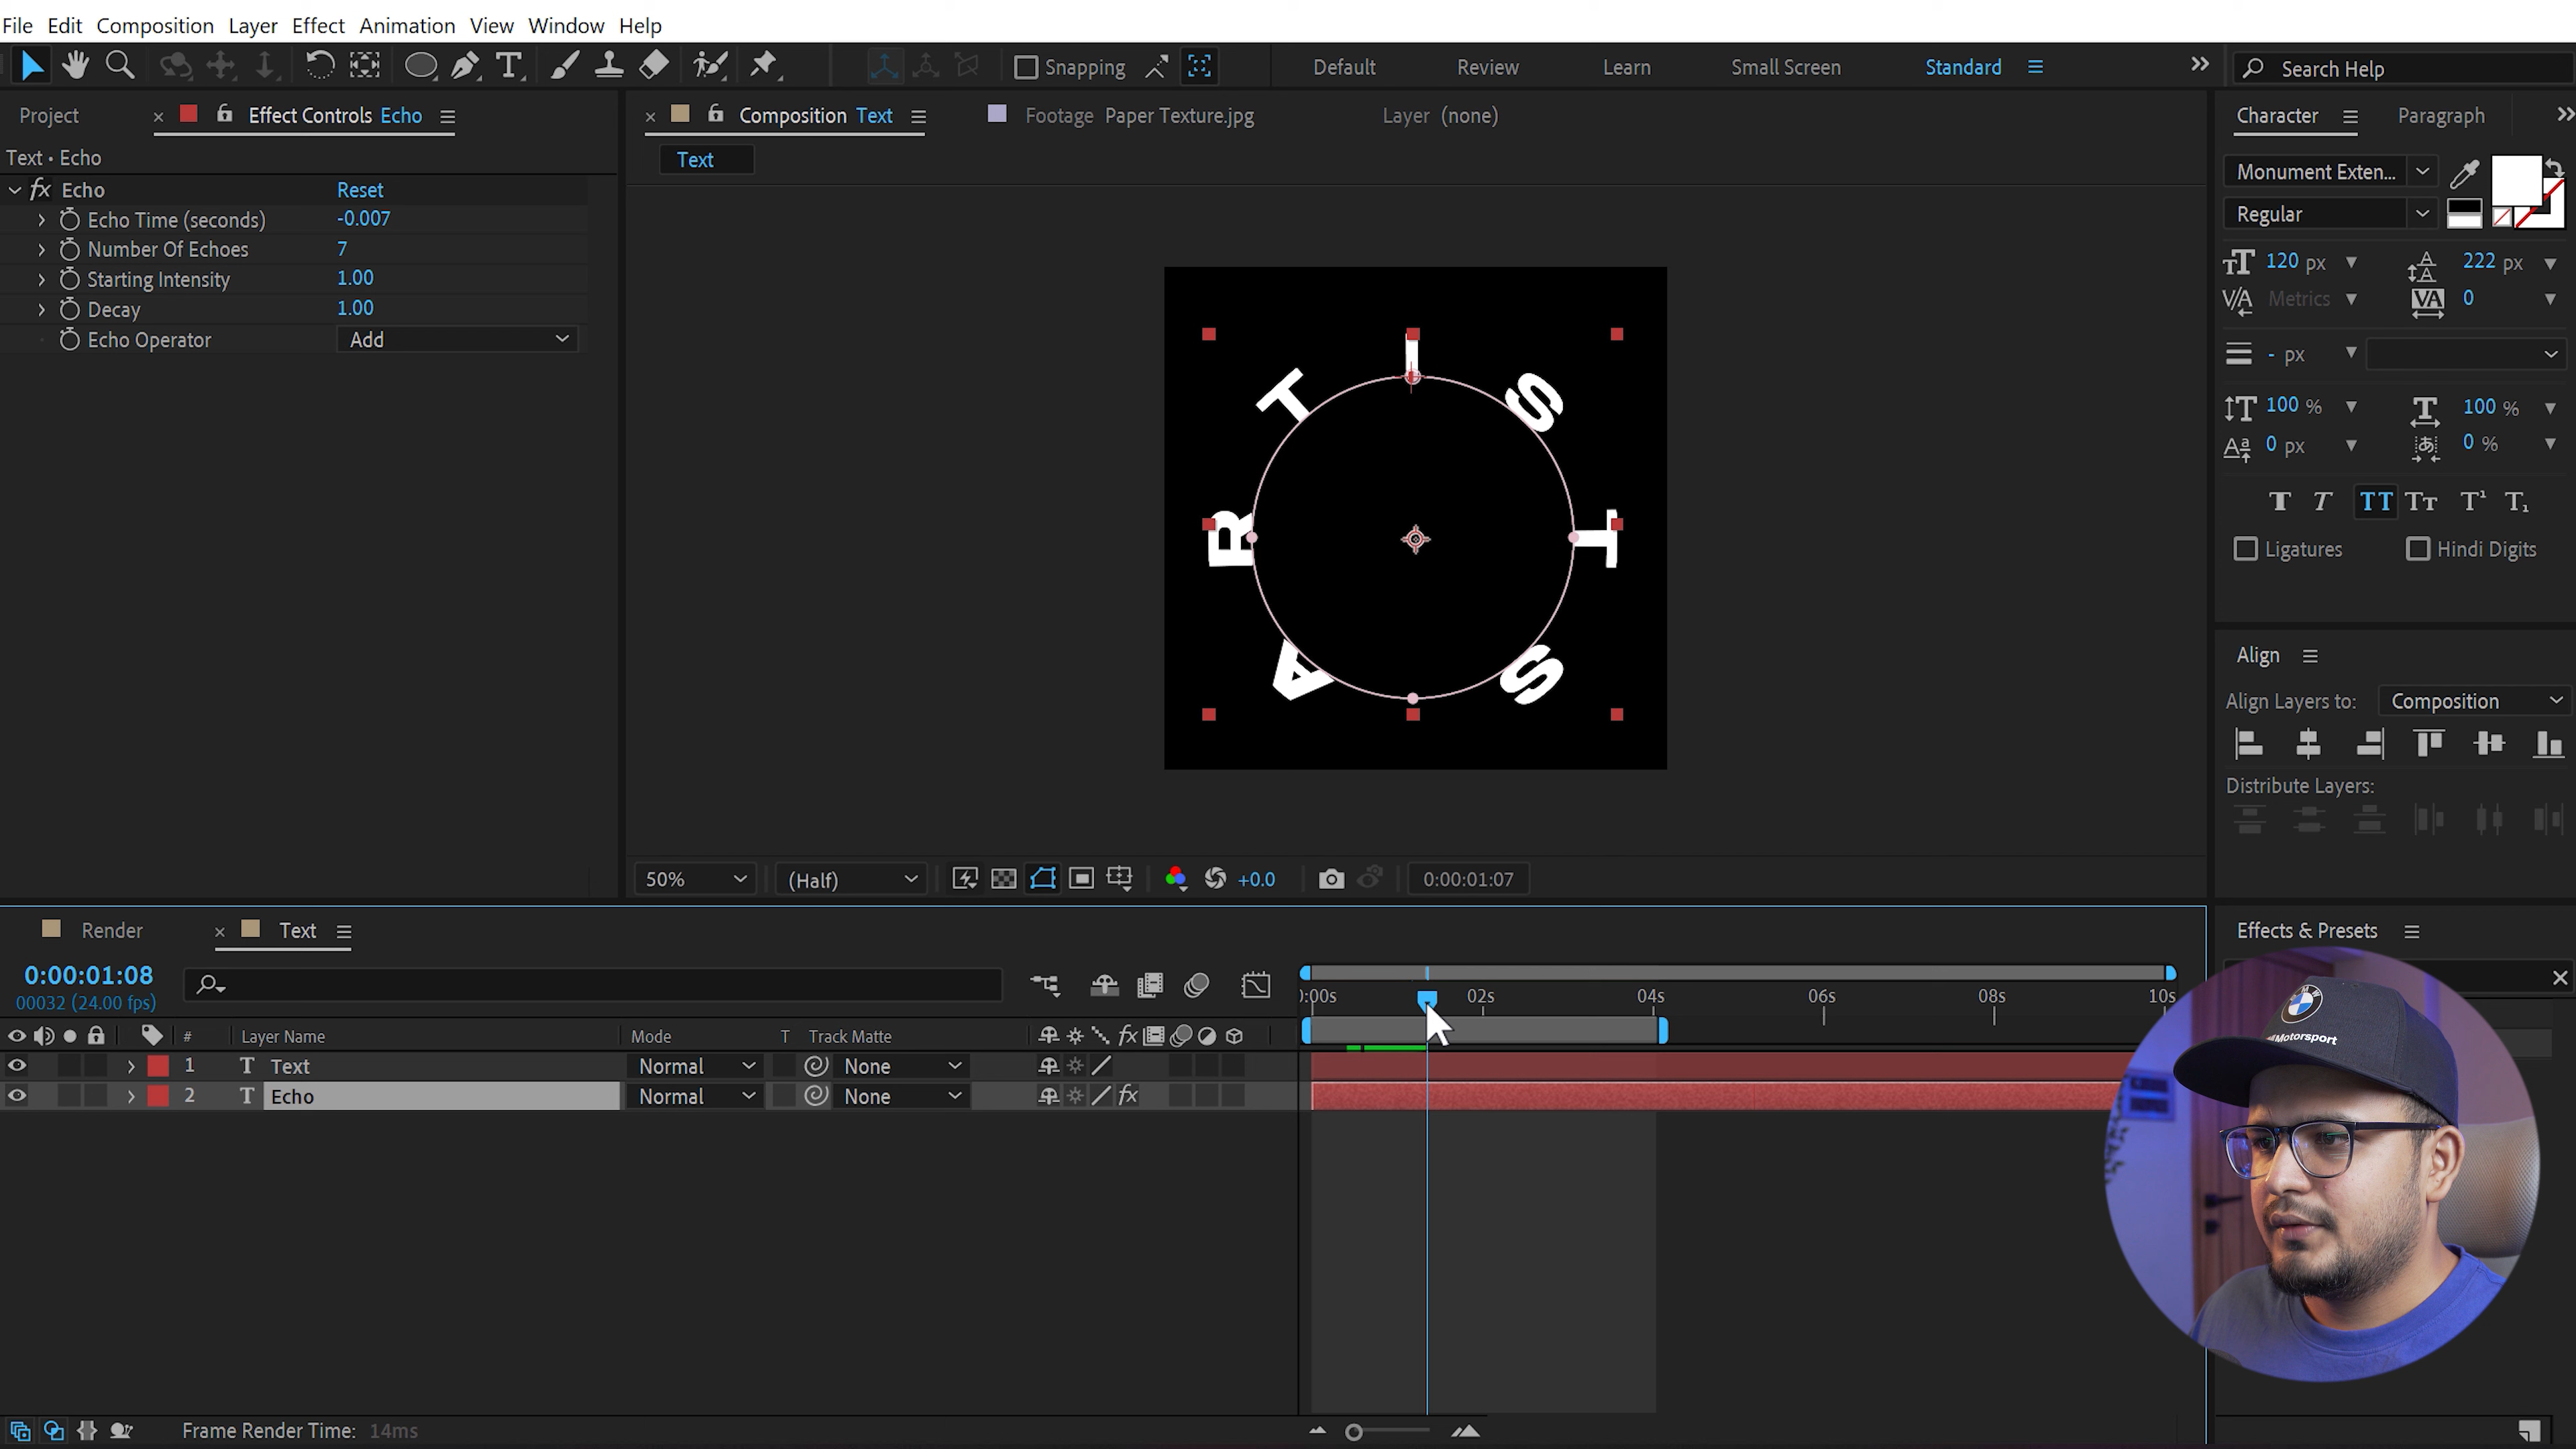 File Edit Composition Layer Effect Animation View Window Help
Snapping Default Review Learn Small Screen Standard Search Help
Project Effect Controls Echo Composition Text Footage Paper Texture.jpg Layer (none) Character Paragraph
Text • Echo
Text
fx Echo Reset
Echo Time (seconds) -0.007
Number Of Echoes 7
Starting Intensity 1.00
Decay 1.00
Echo Operator Add
ARTISTS
Monument Exten...
Regular
120 px 222 px
Metrics 0
- px
100 % 100 %
0 px 0 %
Ligatures Hindi Digits
Align
Align Layers to: Composition
Distribute Layers:
50% (Half) +0.0 0:00:01:07
Render Text Effects & Presets
0:00:01:08
00032 (24.00 fps)
):00s 02s 04s 06s 08s 10s
# Layer Name Mode T Track Matte fx
1 T Text Normal None
2 T Echo Normal None fx
BMW
Motorsport
Frame Render Time: 14ms